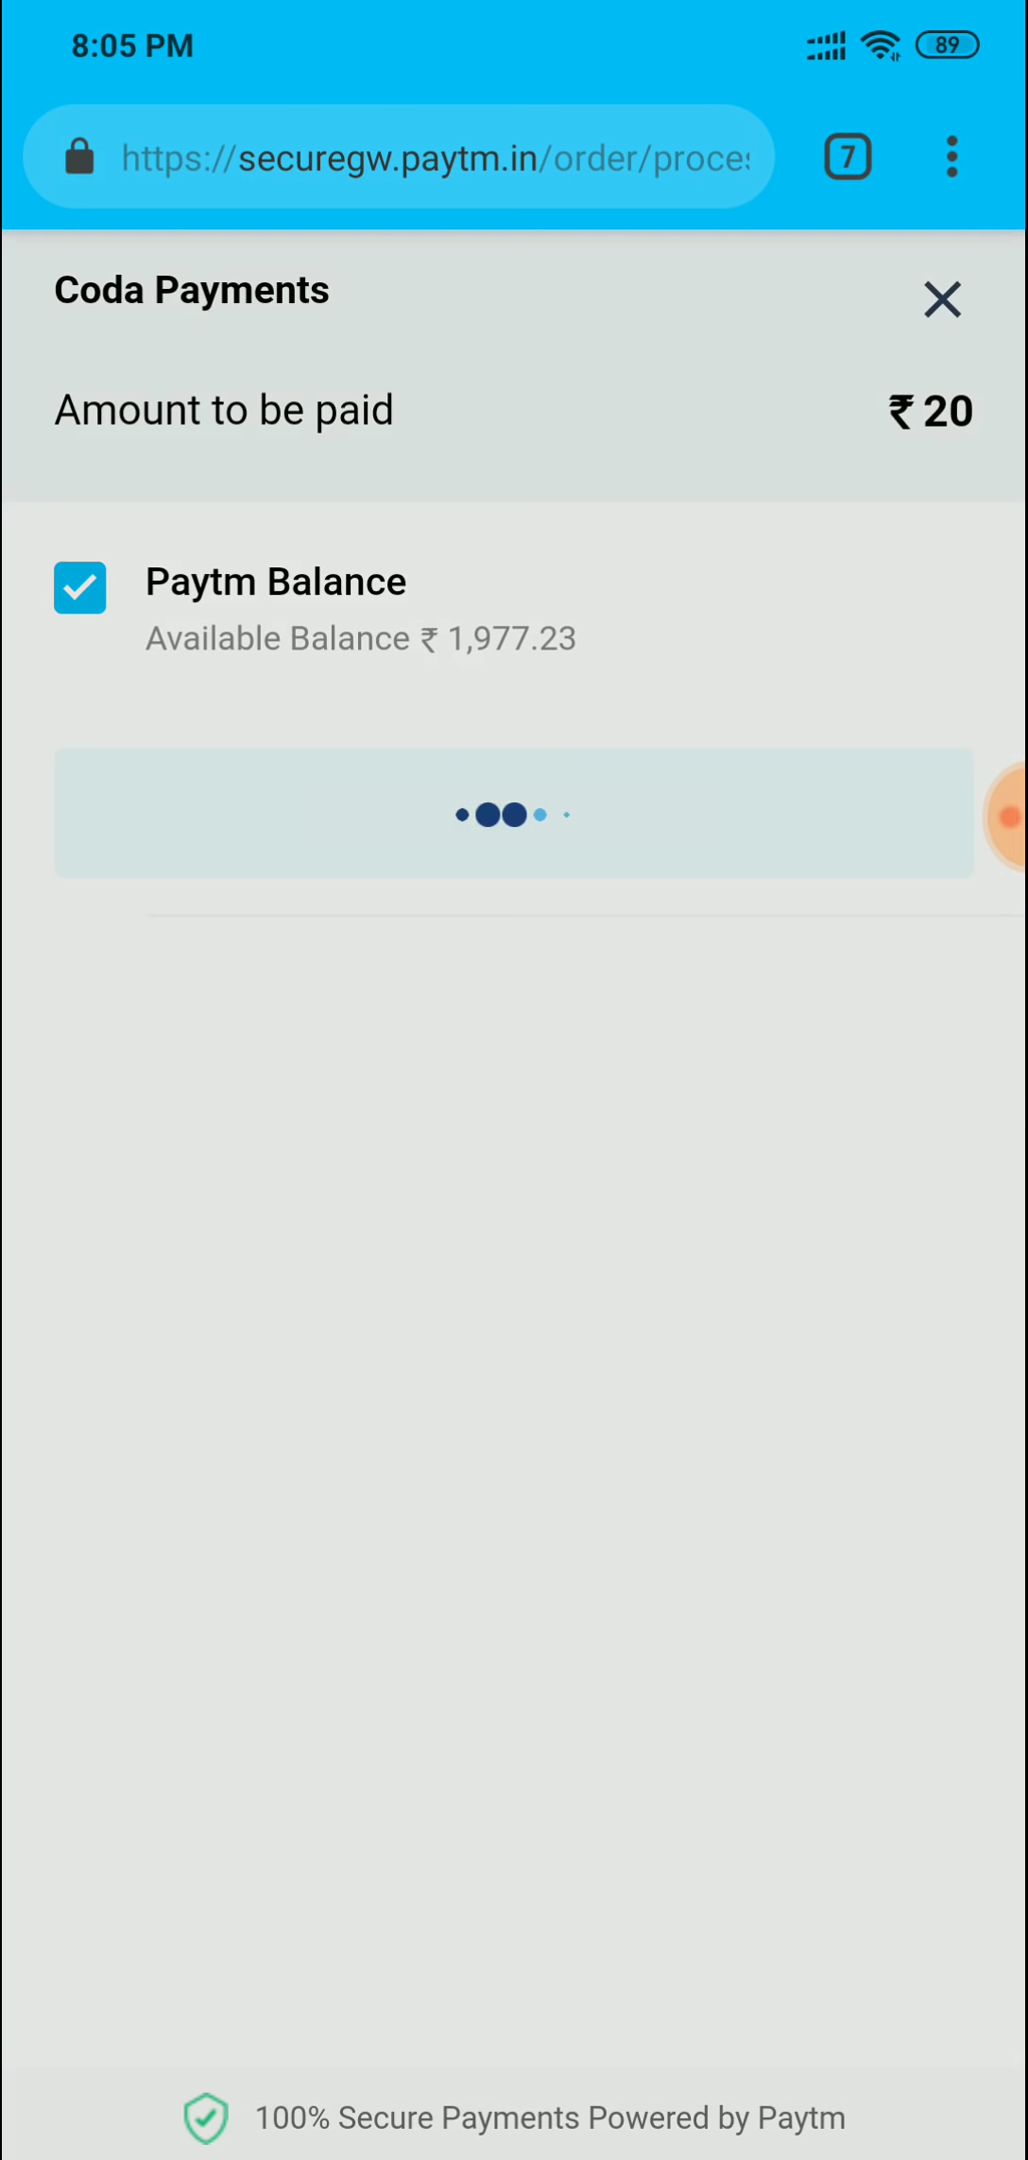 8:05 PM
89
https://securegw.paytm.in/order/proces
7
Coda Payments
Amount to be paid
₹ 20
Paytm Balance
Available Balance ₹ 1,977.23
100% Secure Payments Powered by Paytm